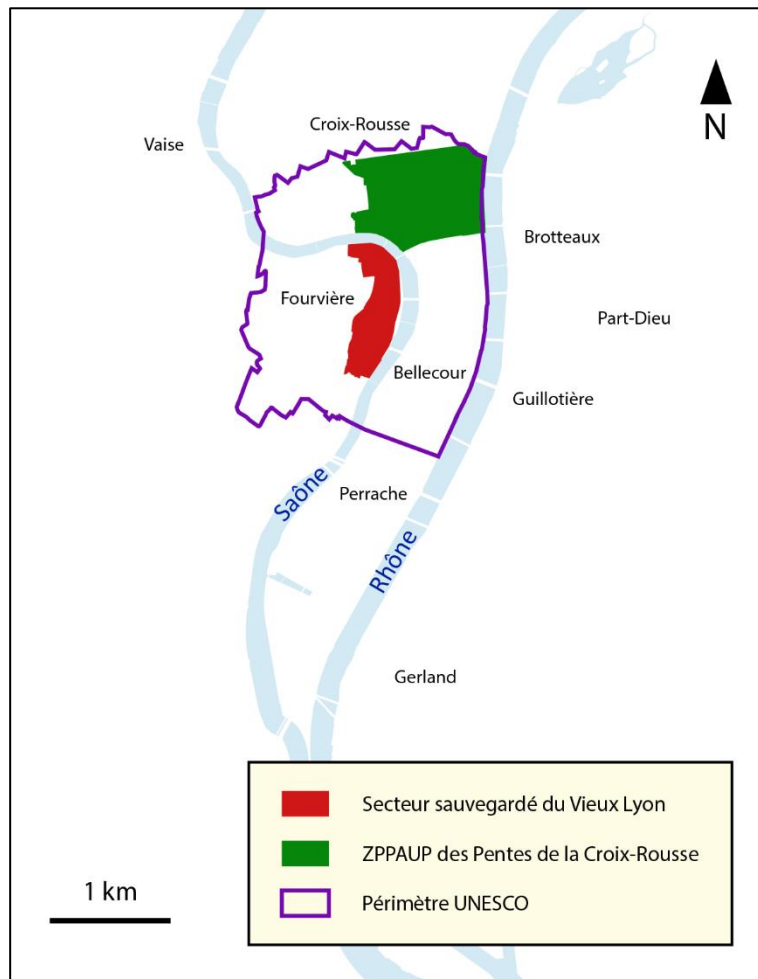 Croix-Rousse
Vaise
N
Brotteaux
Fourvière
Part-Dieu
Bellecour
Guillotière
Saône
Perrache
Rhône
Gerland
Secteur sauvegardé du Vieux Lyon
ZPPAUP des Pentes de la Croix-Rousse
Périmètre UNESCO
1 km